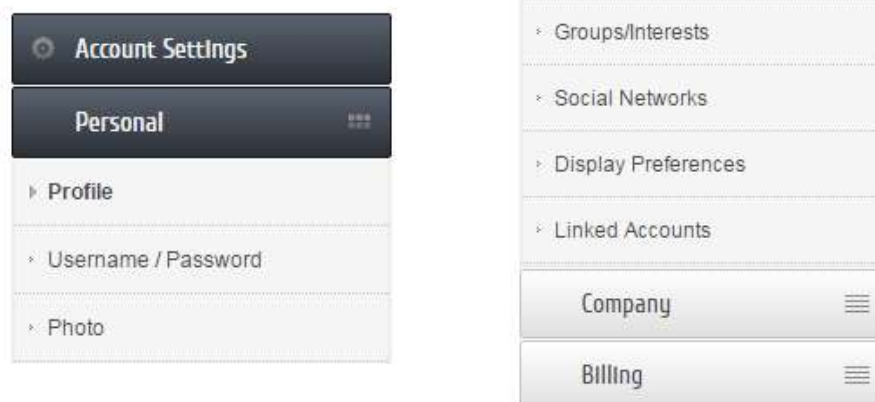 Account Settings
Personal
Profile
Username / Password
Photo
Groups/Interests
Social Networks
Display Preferences
Linked Accounts
Company
Billing